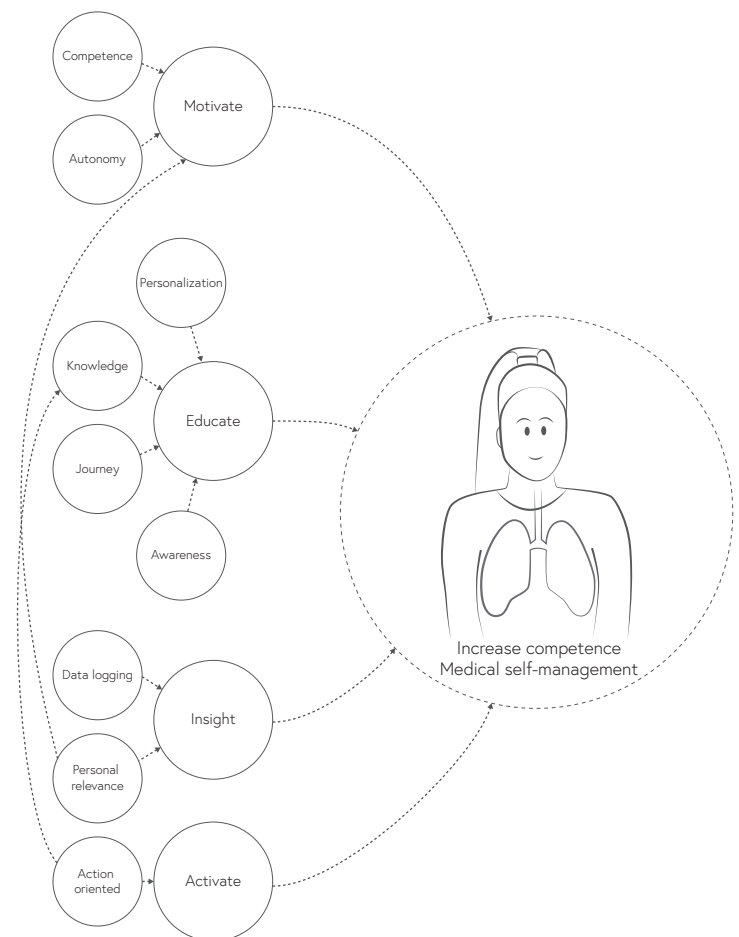 Competence
Motivate
Autonomy
Personalization
Knowledge
Educate
Journey
Awareness
Increase competence
Medical self-management
Data logging
Insight
Personal
relevance
Action
oriented
Activate